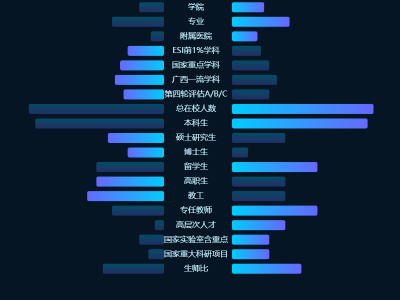 学院
专业
附属医院
ESI前1%学科
国家重点学科
广西一流学科
第四轮评估A/B/C
总在校人数
本科生
硕士研究生
博士生
留学生
高职生
教工
专任教师
高层次人才
国家实验室含重点
国家重大科研项目
生师比